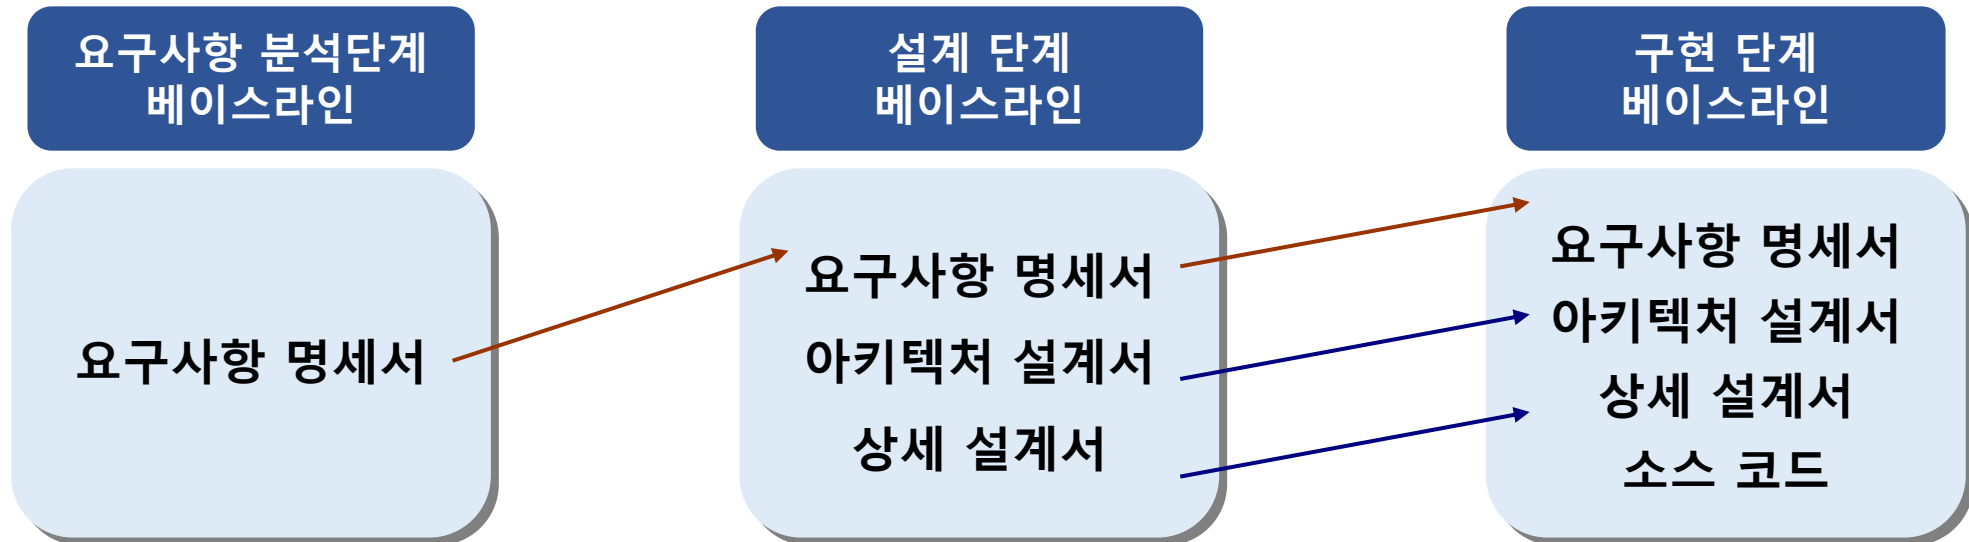 요구사항 분석단계
베이스라인
요구사항 명세서
설계 단계
베이스라인
요구사항 명세서
아키텍처 설계서
상세 설계서
구현 단계
베이스라인
요구사항 명세서
아키텍처 설계서
상세 설계서
소스 코드